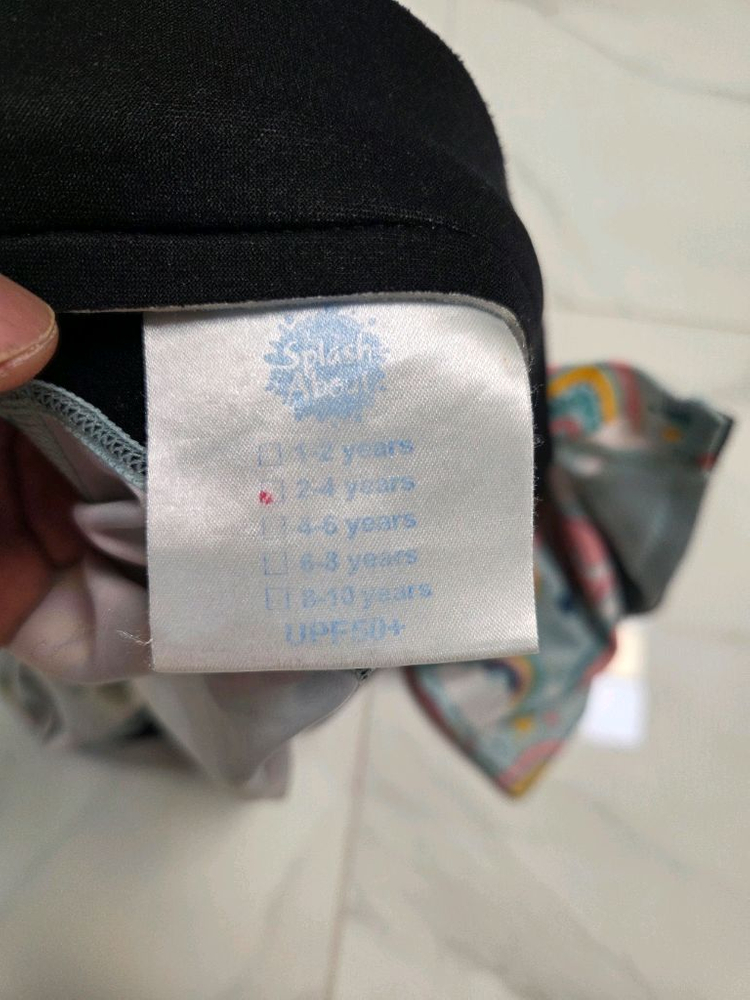 Splash
About
1-2 years
2-4 years
4-6 years
6-8 years
8-10 years
UPF50+